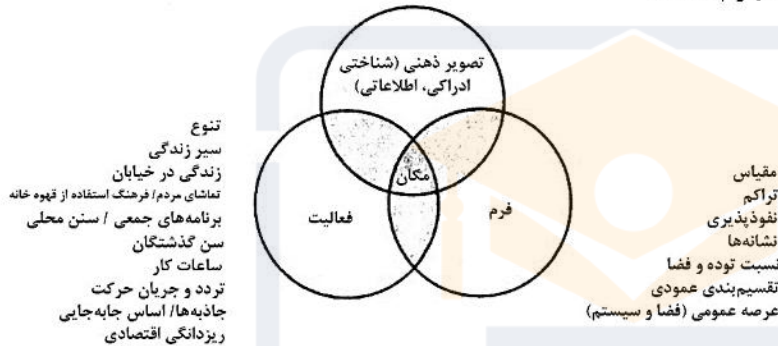 تصویر ذهنی (شناختی
ادراکی، اطلاعاتی)
مکان
فعالیت
فرم
تنوع
سیر زندگی
زندگی در خیابان
تماشای مردم/ فرهنگ استفاده از قهوه خانه
برنامه‌های جمعی / سنن محلی
سن گذشتگان
ساعات کار
تردد و جریان حرکت
جاذبه‌ها/ اساس جابه‌جایی
ریزدانگی اقتصادی
مقیاس
تراکم
نفوذپذیری
نشانه‌ها
نسبت توده و فضا
تقسیم‌بندی عمودی
عرصه عمومی (فضا و سیستم)